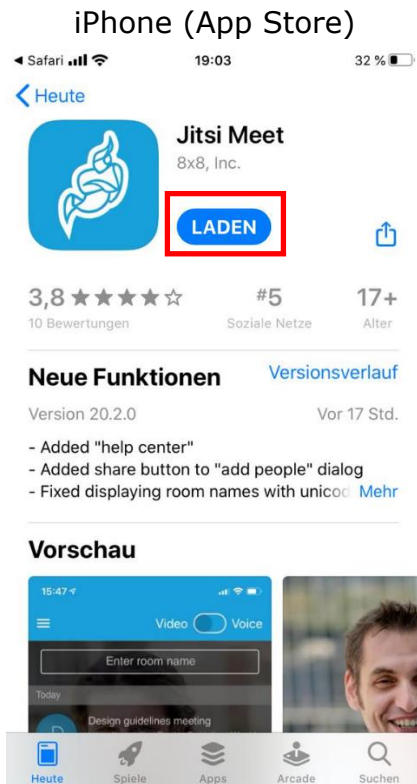 iPhone (App Store)
Safari 19:03 32 %
Heute
Jitsi Meet
8x8, Inc.
LADEN
3,8 ★★★★☆ #5 17+
10 Bewertungen Soziale Netze Alter
Neue Funktionen Versionsverlauf
Version 20.2.0 Vor 17 Std.
- Added "help center"
- Added share button to "add people" dialog
- Fixed displaying room names with unicod Mehr
Vorschau
15:47
Video Voice
Enter room name
Today
D Design guidelines meeting
Heute Spiele Apps Arcade Suchen